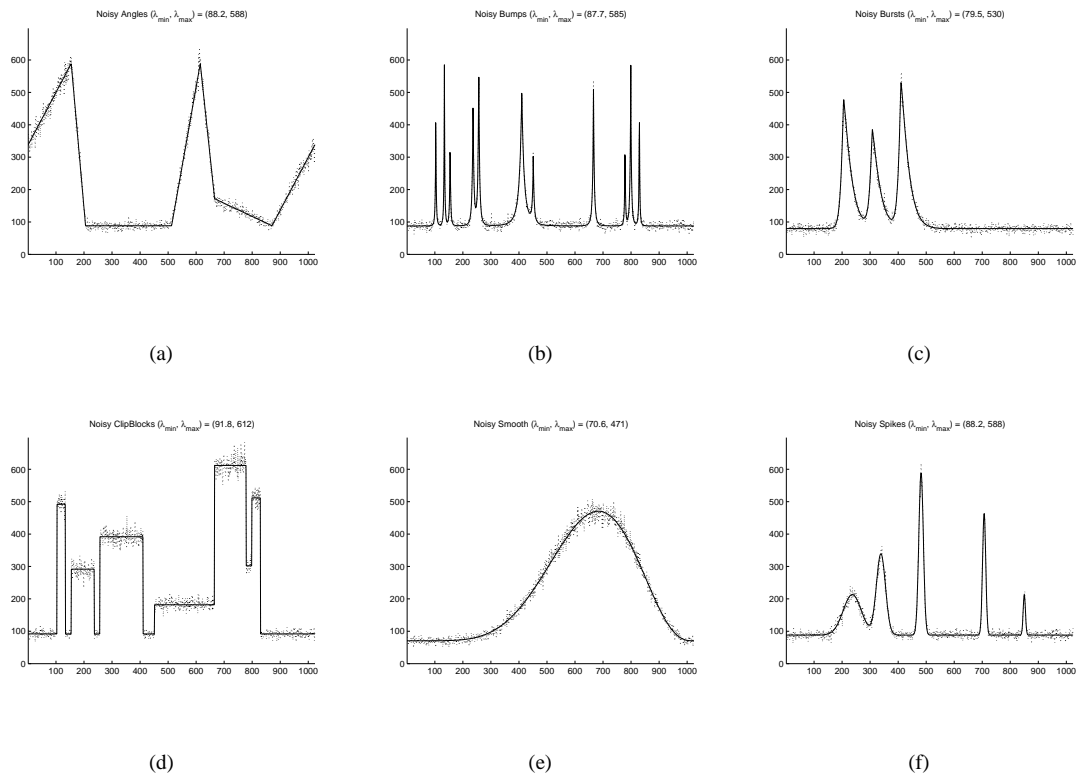 Noisy Angles (λmin, λmax) = (88.2, 588)
600
500
400
300
200
100
0
100 200 300 400 500 600 700 800 900 1000
(a)
Noisy Bumps (λmin, λmax) = (87.7, 585)
600
500
400
300
200
100
0
100 200 300 400 500 600 700 800 900 1000
(b)
Noisy Bursts (λmin, λmax) = (79.5, 530)
600
500
400
300
200
100
0
100 200 300 400 500 600 700 800 900 1000
(c)
Noisy ClipBlocks (λmin, λmax) = (91.8, 612)
600
500
400
300
200
100
0
100 200 300 400 500 600 700 800 900 1000
(d)
Noisy Smooth (λmin, λmax) = (70.6, 471)
600
500
400
300
200
100
0
100 200 300 400 500 600 700 800 900 1000
(e)
Noisy Spikes (λmin, λmax) = (88.2, 588)
600
500
400
300
200
100
0
100 200 300 400 500 600 700 800 900 1000
(f)